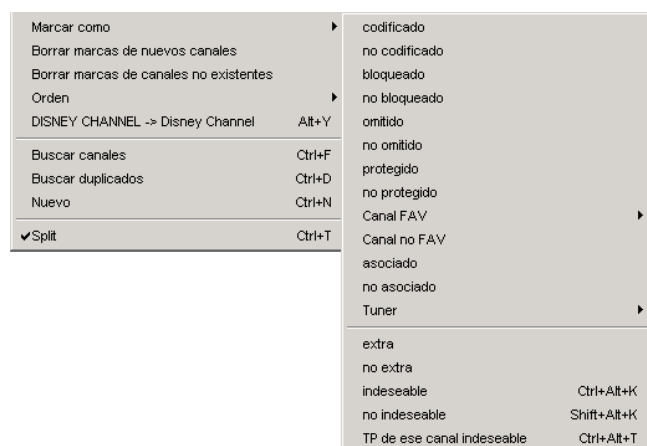 Marcar como
Borrar marcas de nuevos canales
Borrar marcas de canales no existentes
Orden
DISNEY CHANNEL -> Disney Channel Alt+Y
Buscar canales Ctrl+F
Buscar duplicados Ctrl+D
Nuevo Ctrl+N
Split Ctrl+T
codificado
no codificado
bloqueado
no bloqueado
omitido
no omitido
protegido
no protegido
Canal FAV
Canal no FAV
asociado
no asociado
Tuner
extra
no extra
indeseable Ctrl+Alt+K
no indeseable Shift+Alt+K
TP de ese canal indeseable Ctrl+Alt+T